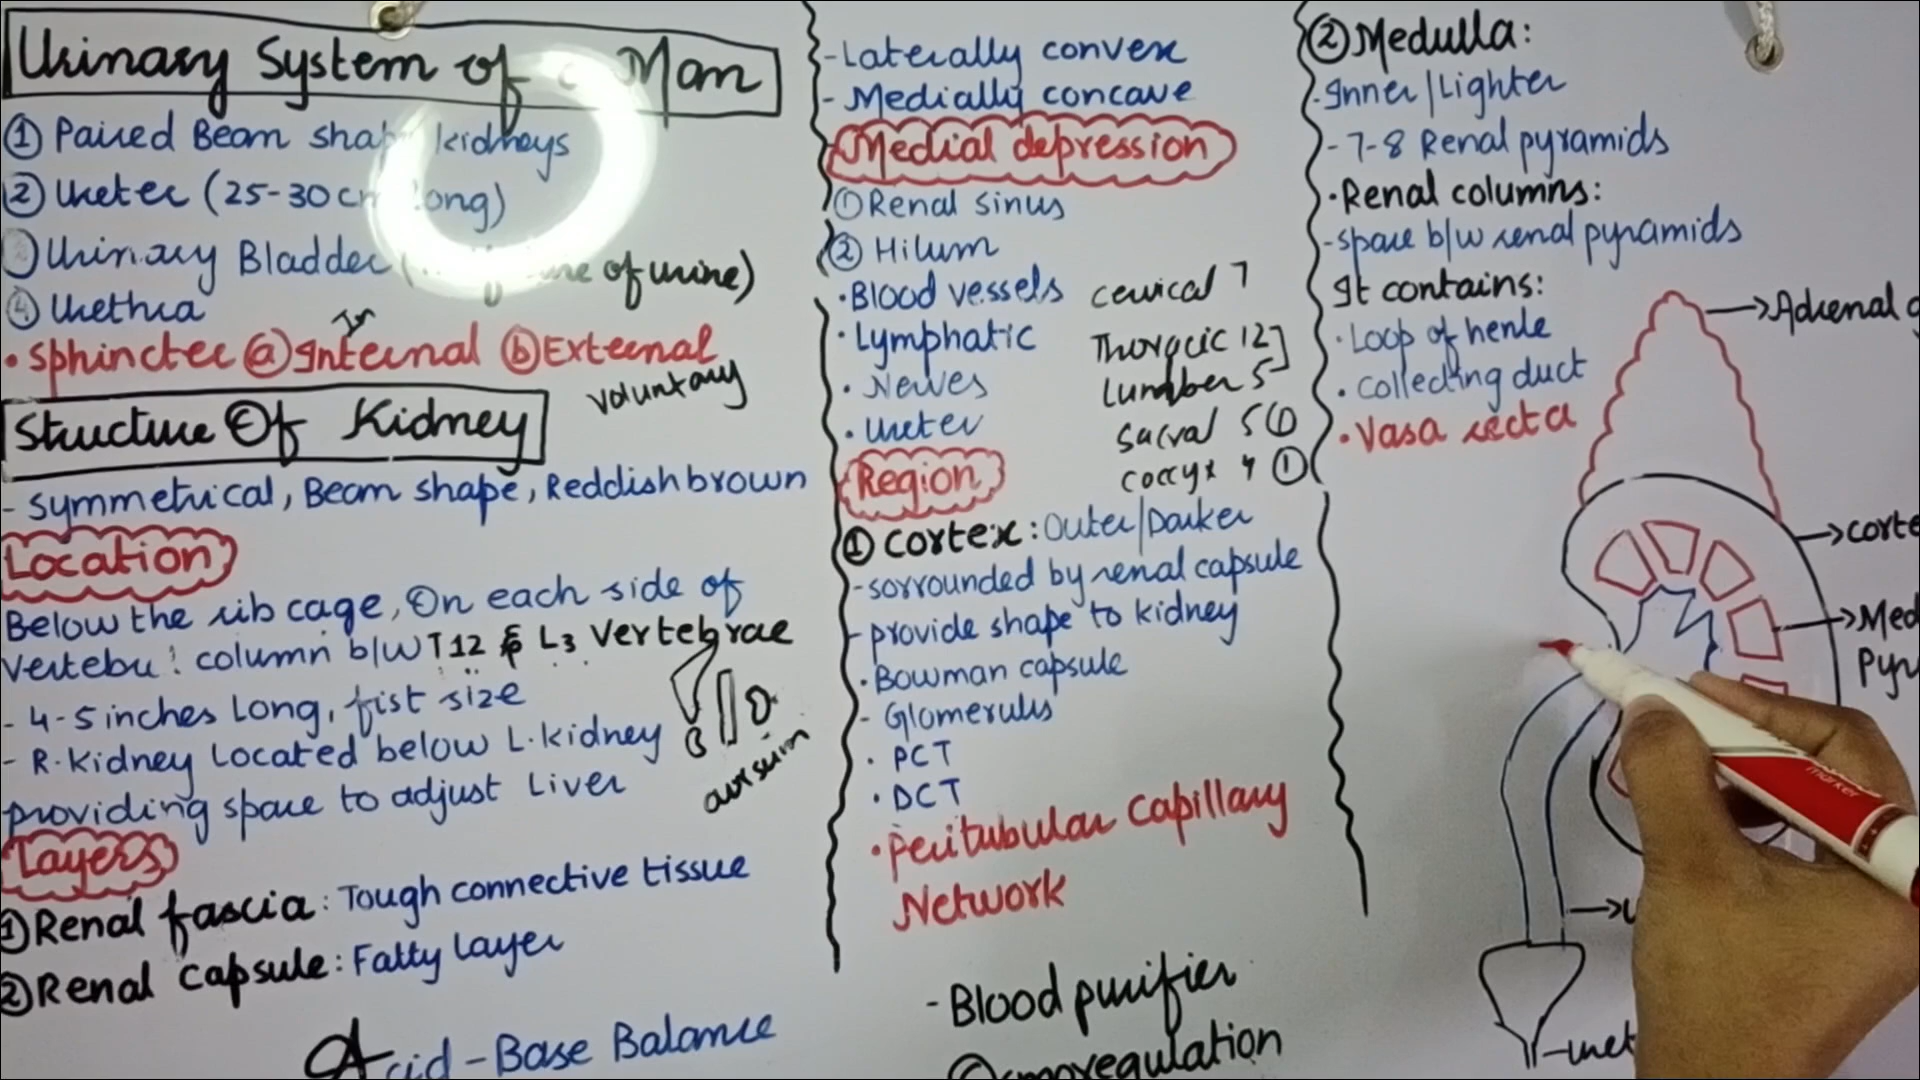 Urinary System of a Man
① Paired Beam shap kidneys
② Ureter (25-30 cm long)
Urinary Bladder ( of urine)
④ Urethra
• Sphincter ⓐ Internal ⓑ External
In
voluntary
Structure Of Kidney
- symmetrical, Beam shape, Reddish brown
Location
Below the rib cage, On each side of
vertebu column b/w T12 & L3 Vertebrae
- 4-5 inches Long, fist size
- R. kidney Located below L. kidney
providing space to adjust Liver
Layers
① Renal fascia: Tough connective tissue
② Renal capsule: Fatty Layer
Acid-Base Balance
- Laterally convex
- Medially concave
Medial depression
① Renal sinus
② Hilum
• Blood vessels
• Lymphatic
• Nerves
• Ureter
cervical 7
Thoracic 12
Lumber 5
Sacral 5 ①
coccyx 4 ①
Region
① Cortex: Outer/Darker
- sorrounded by renal capsule
- provide shape to kidney
• Bowman capsule
- Glomerulus
• PCT
• DCT
• Peritubular Capillary
Network
- Blood purifier
Osmoregulation
② Medulla:
- Inner/Lighter
- 7-8 Renal pyramids
• Renal columns:
- space b/w renal pyramids
It contains:
• Loop of henle
• collecting duct
• Vasa recta
Adrenal g
corte
Med
Pyr
U
uret
marker